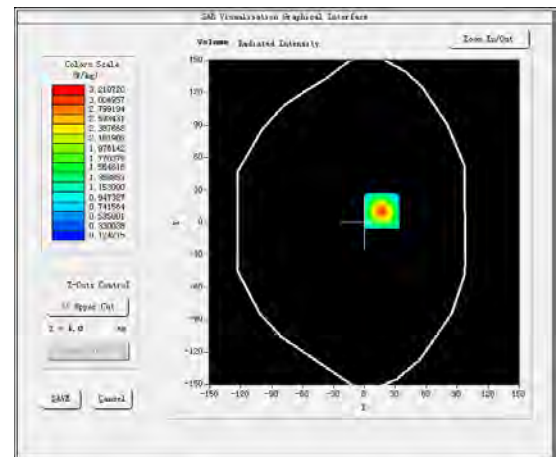 SAR Visualisation Graphical Interface
Volume Radiated Intensity
Zoom In/Out
Colors Scale
(W/kg)
3.210720
3.004957
2.799194
2.593431
2.387668
2.181905
1.976142
1.770379
1.564616
1.358853
1.153090
0.947327
0.741564
0.535801
0.330038
0.124275
150
120-
90-
60-
30-
0-
-30-
-60-
-90-
-120-
-150-
Y
-150 -120 -90 -60 -30 0 30 60 90 120 150
X
Z-Cuts Control
Upper Cut
Z = 4.0 mm
SAVE Cancel